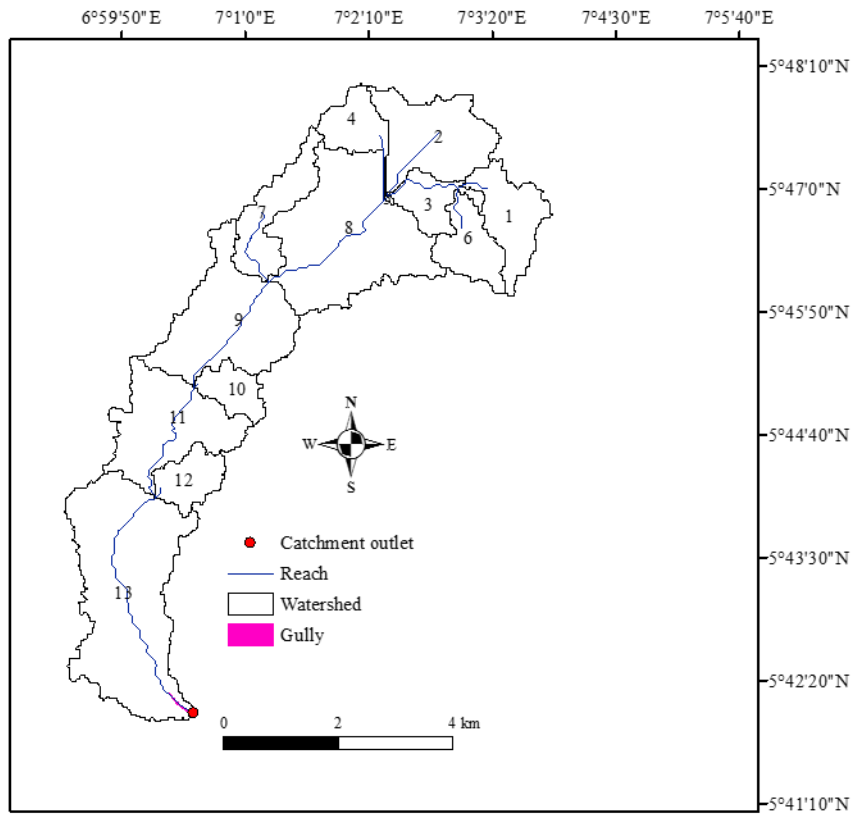 6°59'50"E 7°1'0"E 7°2'10"E 7°3'20"E 7°4'30"E 7°5'40"E
5°48'10"N
4
2
5°47'0"N
3
1
7
8
6
5°45'50"N
9
10
N
11
5°44'40"N
W E
12
S
Catchment outlet
5°43'30"N
Reach
13
Watershed
Gully
5°42'20"N
0 2 4 km
5°41'10"N